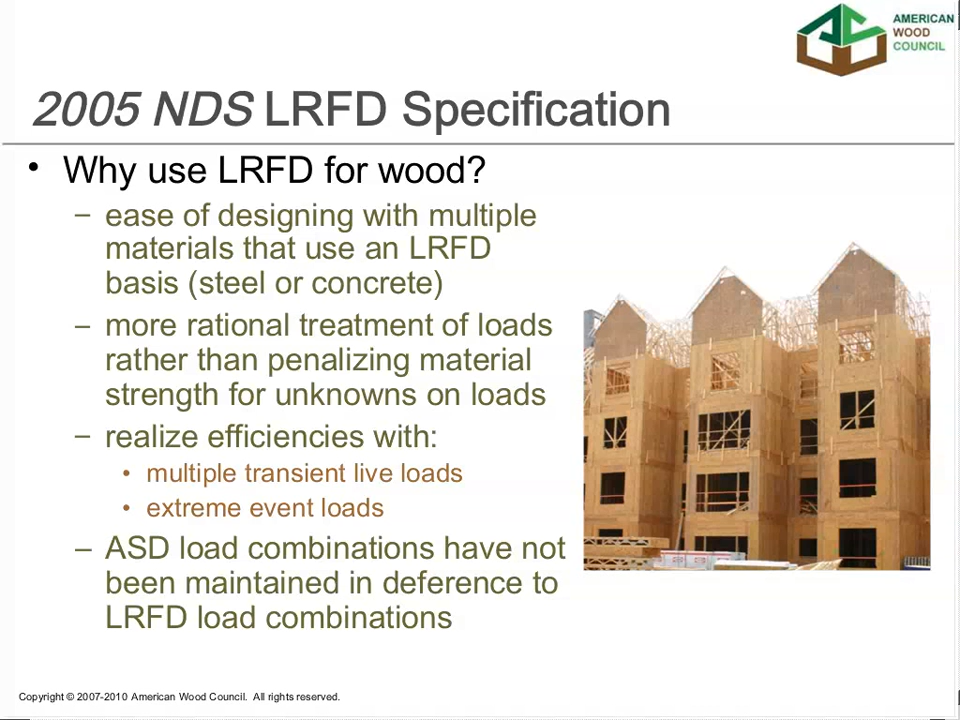 AMERICAN
WOOD
COUNCIL
2005 NDS LRFD Specification
• Why use LRFD for wood?
– ease of designing with multiple
materials that use an LRFD
basis (steel or concrete)
– more rational treatment of loads
rather than penalizing material
strength for unknowns on loads
– realize efficiencies with:
• multiple transient live loads
• extreme event loads
– ASD load combinations have not
been maintained in deference to
LRFD load combinations
Copyright © 2007-2010 American Wood Council. All rights reserved.